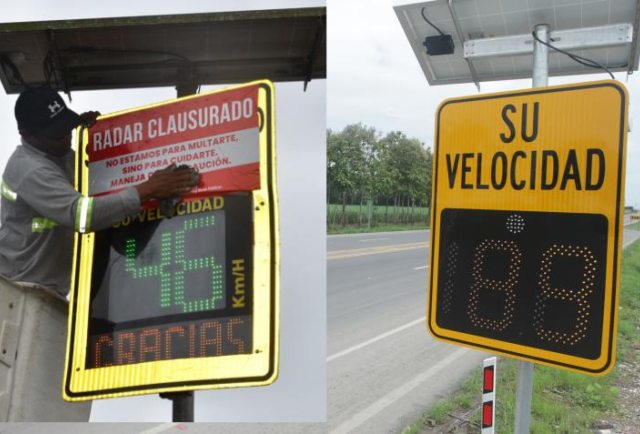 RADAR CLAUSURADO
NO ESTAMOS PARA MULTARTE,
SINO PARA CUIDARTE.
MANEJA CON
SU VELOCIDAD
46
Km/H
GRACIAS
SU
VELOCIDAD
188